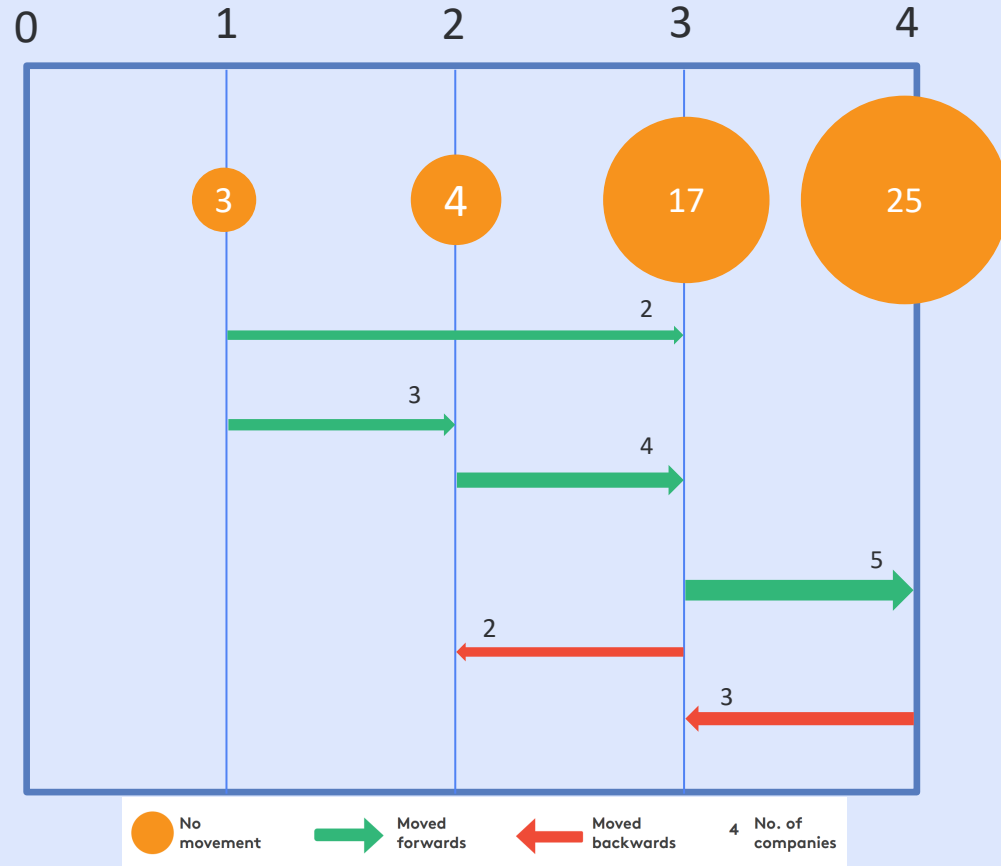 0 1 2 3 4
3 4 17 25
2
3
4
5
2
3
No
movement
Moved
forwards
Moved
backwards
4 No. of
companies